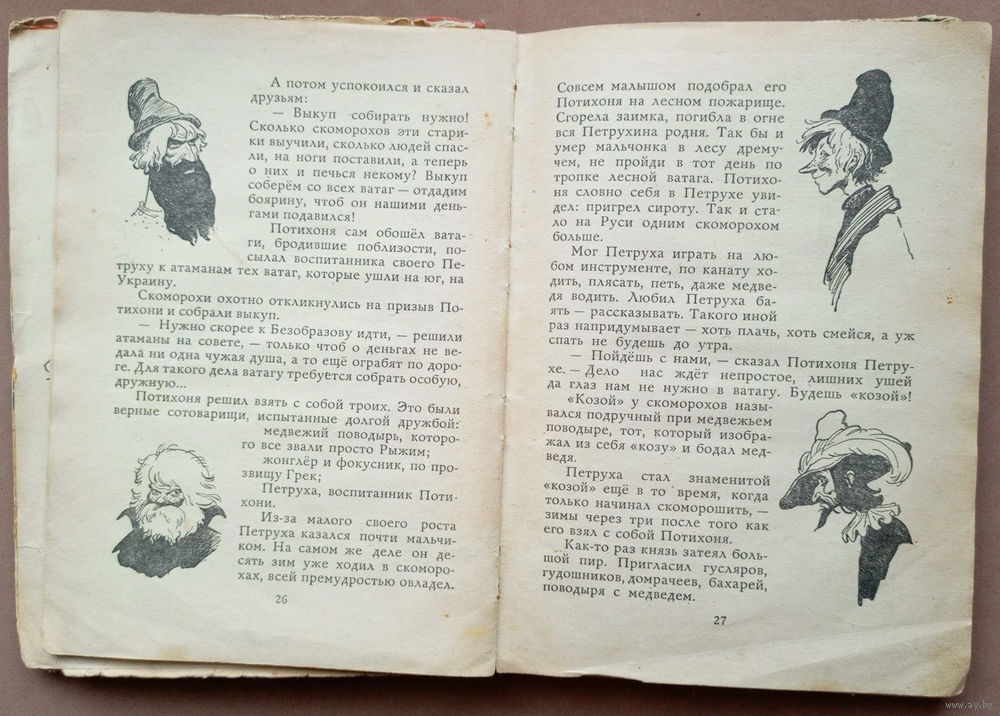 А потом успокоился и сказал
друзьям:
— Выкуп собирать нужно!
Сколько скоморохов эти стари-
ки выучили, сколько людей спас-
ли, на ноги поставили, а теперь
о них и печься некому? Выкуп
соберём со всех ватаг — отдадим
боярину, чтоб он нашими день-
гами подавился!
Потихоня сам обошёл вата-
ги, бродившие поблизости, по-
сылал воспитанника своего Пе-
труху к атаманам тех ватаг, которые ушли на юг, на
Украину.
Скоморохи охотно откликнулись на призыв По-
тихони и собрали выкуп.
— Нужно скорее к Безобразову идти, — решили
атаманы на совете, — только чтоб о деньгах не ве-
дала ни одна чужая душа, а то ещё ограбят по доро-
ге. Для такого дела ватагу требуется собрать особую,
дружную...
Потихоня решил взять с собой троих. Это были
верные сотоварищи, испытанные долгой дружбой:
медвежий поводырь, которо-
го все звали просто Рыжим;
жонглёр и фокусник, по про-
звищу Грек;
Петруха, воспитанник Поти-
хони.
Из-за малого своего роста
Петруха казался почти мальчи-
ком. На самом же деле он де-
сять зим уже ходил в скоморо-
хах, всей премудростью овладел.
26
Совсем малышом подобрал его
Потихоня на лесном пожарище.
Сгорела заимка, погибла в огне
вся Петрухина родня. Так бы и
умер мальчонка в лесу дрему-
чем, не пройди в тот день по
тропке лесной ватага. Потихо-
ня словно себя в Петрухе уви-
дел: пригрел сироту. Так и ста-
ло на Руси одним скоморохом
больше.
Мог Петруха играть на лю-
бом инструменте, по канату хо-
дить, плясать, петь, даже медве-
дя водить. Любил Петруха ба-
ять — рассказывать. Такого иной
раз напридумывает — хоть плачь, хоть смейся, а уж
спать не будешь до утра.
— Пойдёшь с нами, — сказал Потихоня Петру-
хе. — Дело нас ждёт непростое, лишних ушей
да глаз нам не нужно в ватагу. Будешь «козой»!
«Козой» у скоморохов назы-
вался подручный при медвежьем
поводыре, тот, который изобра-
жал из себя «козу» и бодал мед-
ведя.
Петруха стал знаменитой
«козой» ещё в то время, когда
только начинал скоморошить, —
зимы через три после того как
его взял с собой Потихоня.
Как-то раз князь затеял боль-
шой пир. Пригласил гусляров,
гудошников, домрачеев, бахарей,
поводыря с медведем.
27
www.ay.by